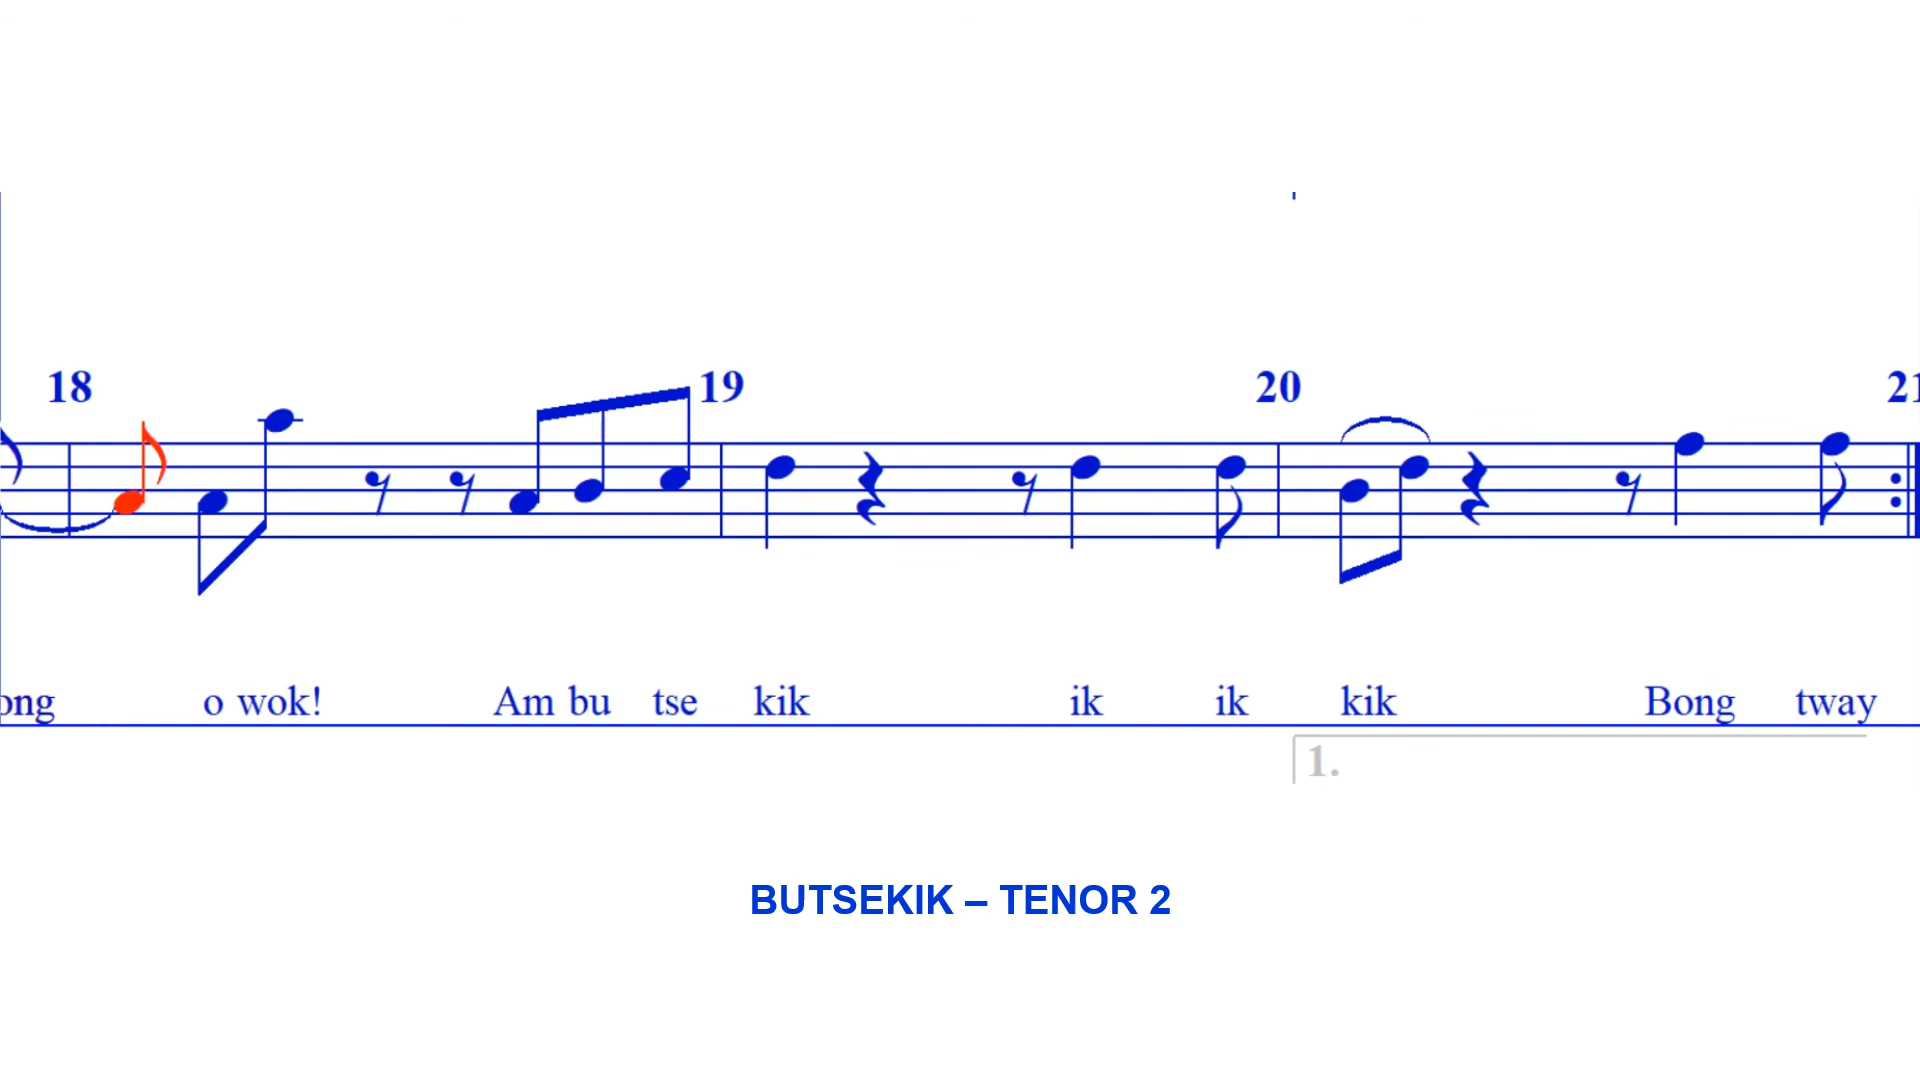 18 19 20 21
ong o wok! Am bu tse kik ik ik kik Bong tway
1.
BUTSEKIK – TENOR 2